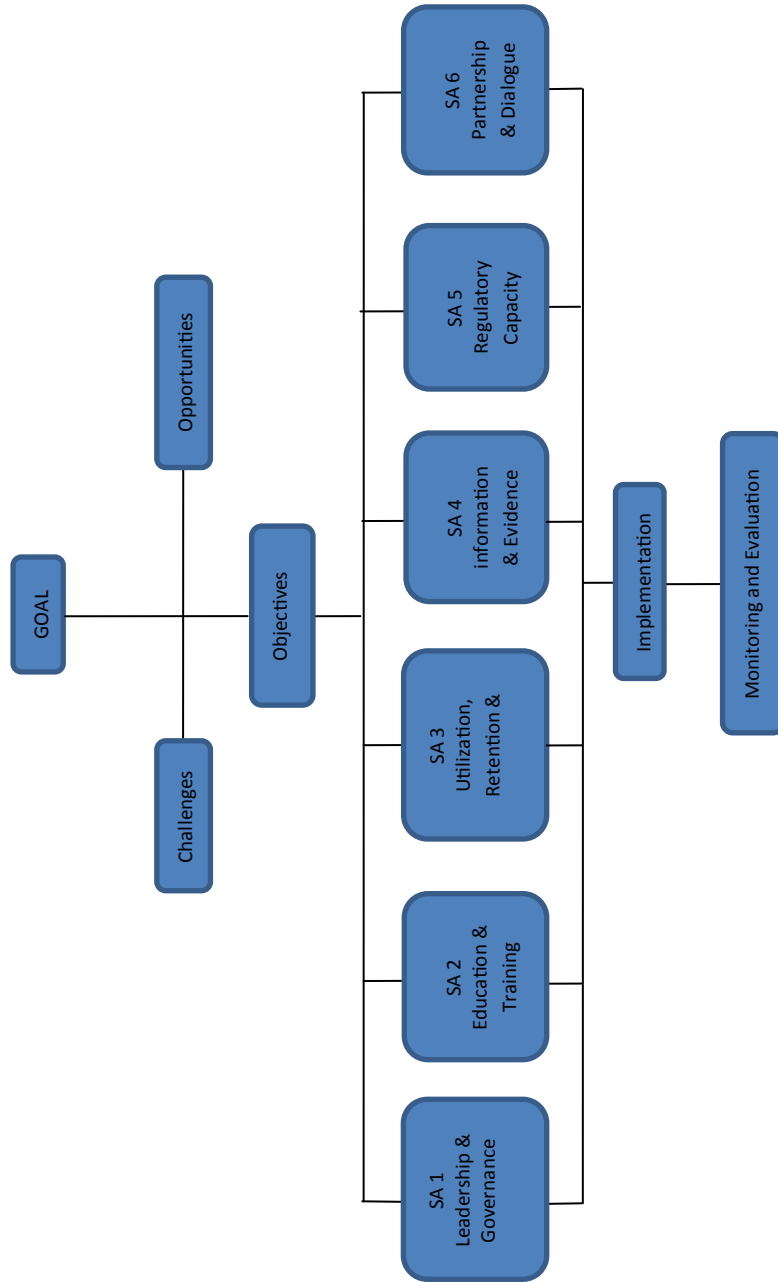 GOAL
Challenges
Opportunities
Objectives
SA 1
Leadership &
Governance
SA 2
Education &
Training
SA 3
Utilization,
Retention &
SA 4
information
& Evidence
SA 5
Regulatory
Capacity
SA 6
Partnership
& Dialogue
Implementation
Monitoring and Evaluation